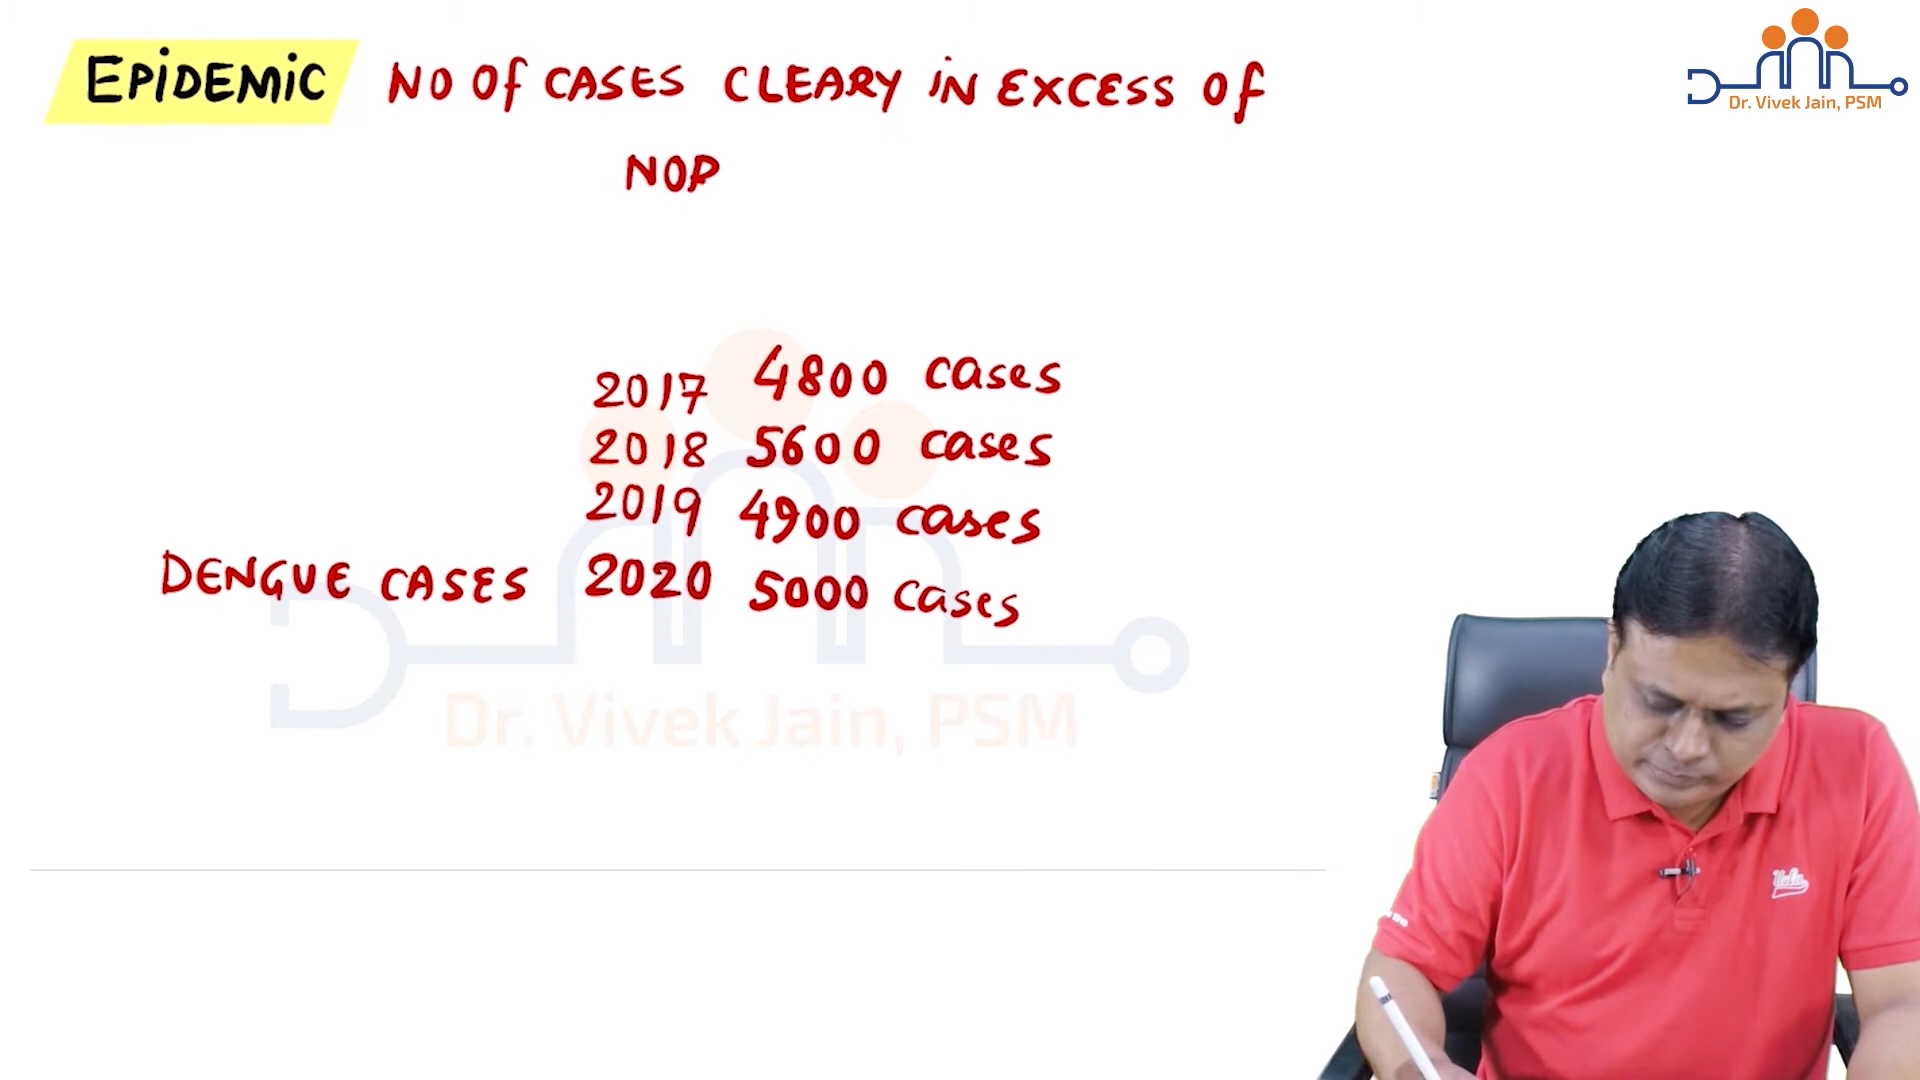 EPIDEMIC NO OF CASES CLEARY IN EXCESS OF
NOR
2017 4800 cases
2018 5600 cases
2019 4900 cases
DENGUE CASES 2020 5000 cases
Dr. Vivek Jain, PSM
Dr. Vivek Jain, PSM